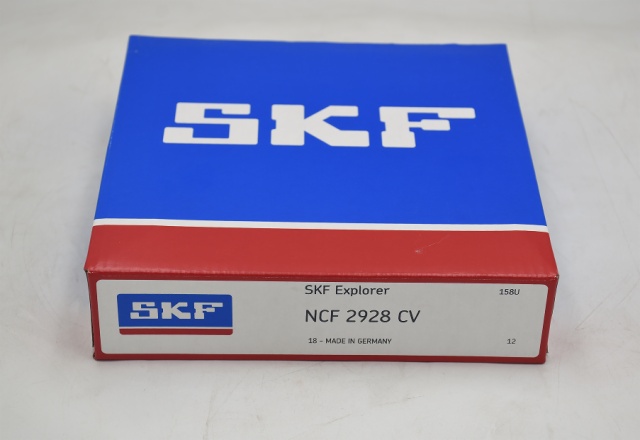 SKF
SKF
SKF Explorer 158U
NCF 2928 CV
18 – MADE IN GERMANY 12